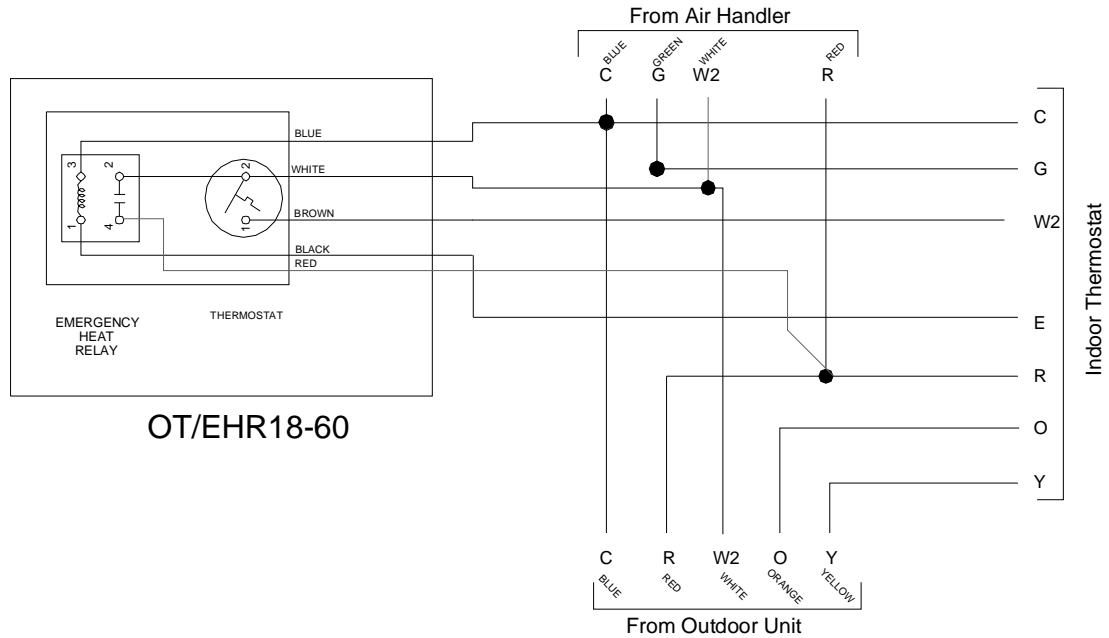 From Air Handler
BLUE
GREEN
WHITE
RED
C G W2 R
C
G
W2
E
R
O
Y
Indoor Thermostat
BLUE
WHITE
BROWN
BLACK
RED
3 2
1 4
2
1
EMERGENCY
HEAT
RELAY
THERMOSTAT
OT/EHR18-60
C R W2 O Y
BLUE
RED
WHITE
ORANGE
YELLOW
From Outdoor Unit